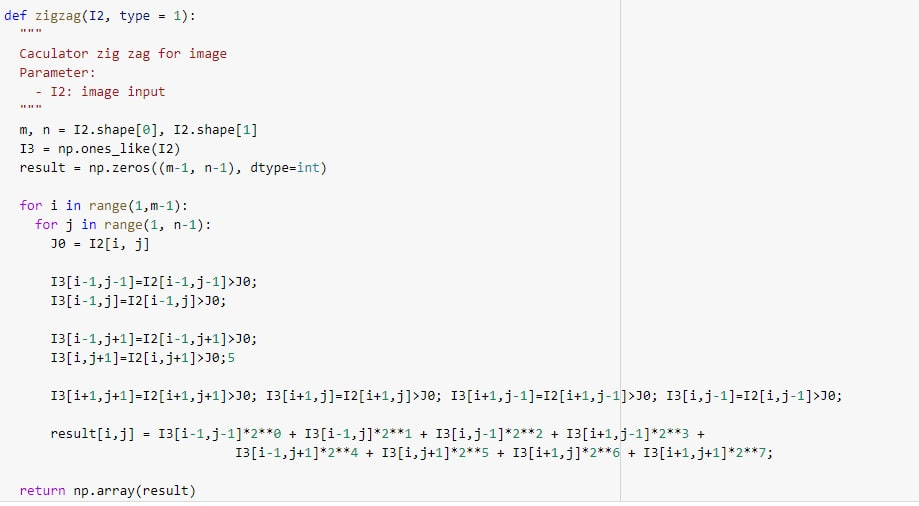 def zigzag(I2, type = 1):
"""
Caculator zig zag for image
Parameter:
- I2: image input
"""
m, n = I2.shape[0], I2.shape[1]
I3 = np.ones_like(I2)
result = np.zeros((m-1, n-1), dtype=int)
for i in range(1,m-1):
for j in range(1, n-1):
J0 = I2[i, j]
I3[i-1,j-1]=I2[i-1,j-1]>J0;
I3[i-1,j]=I2[i-1,j]>J0;
I3[i-1,j+1]=I2[i-1,j+1]>J0;
I3[i,j+1]=I2[i,j+1]>J0;5
I3[i+1,j+1]=I2[i+1,j+1]>J0; I3[i+1,j]=I2[i+1,j]>J0; I3[i+1,j-1]=I2[i+1,j-1]>J0; I3[i,j-1]=I2[i,j-1]>J0;
result[i,j] = I3[i-1,j-1]*2**0 + I3[i-1,j]*2**1 + I3[i,j-1]*2**2 + I3[i+1,j-1]*2**3 +
I3[i-1,j+1]*2**4 + I3[i,j+1]*2**5 + I3[i+1,j]*2**6 + I3[i+1,j+1]*2**7;
return np.array(result)